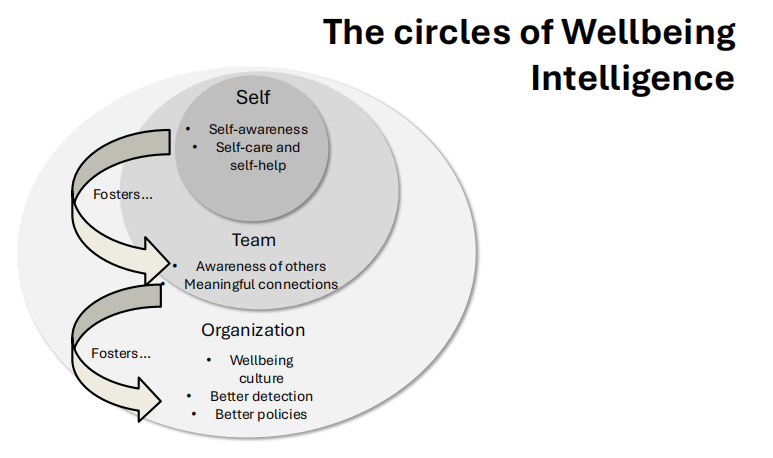 The circles of Wellbeing
Intelligence
Self
• Self-awareness
• Self-care and
self-help
Fosters...
Team
• Awareness of others
• Meaningful connections
Organization
Fosters...
• Wellbeing
culture
• Better detection
• Better policies